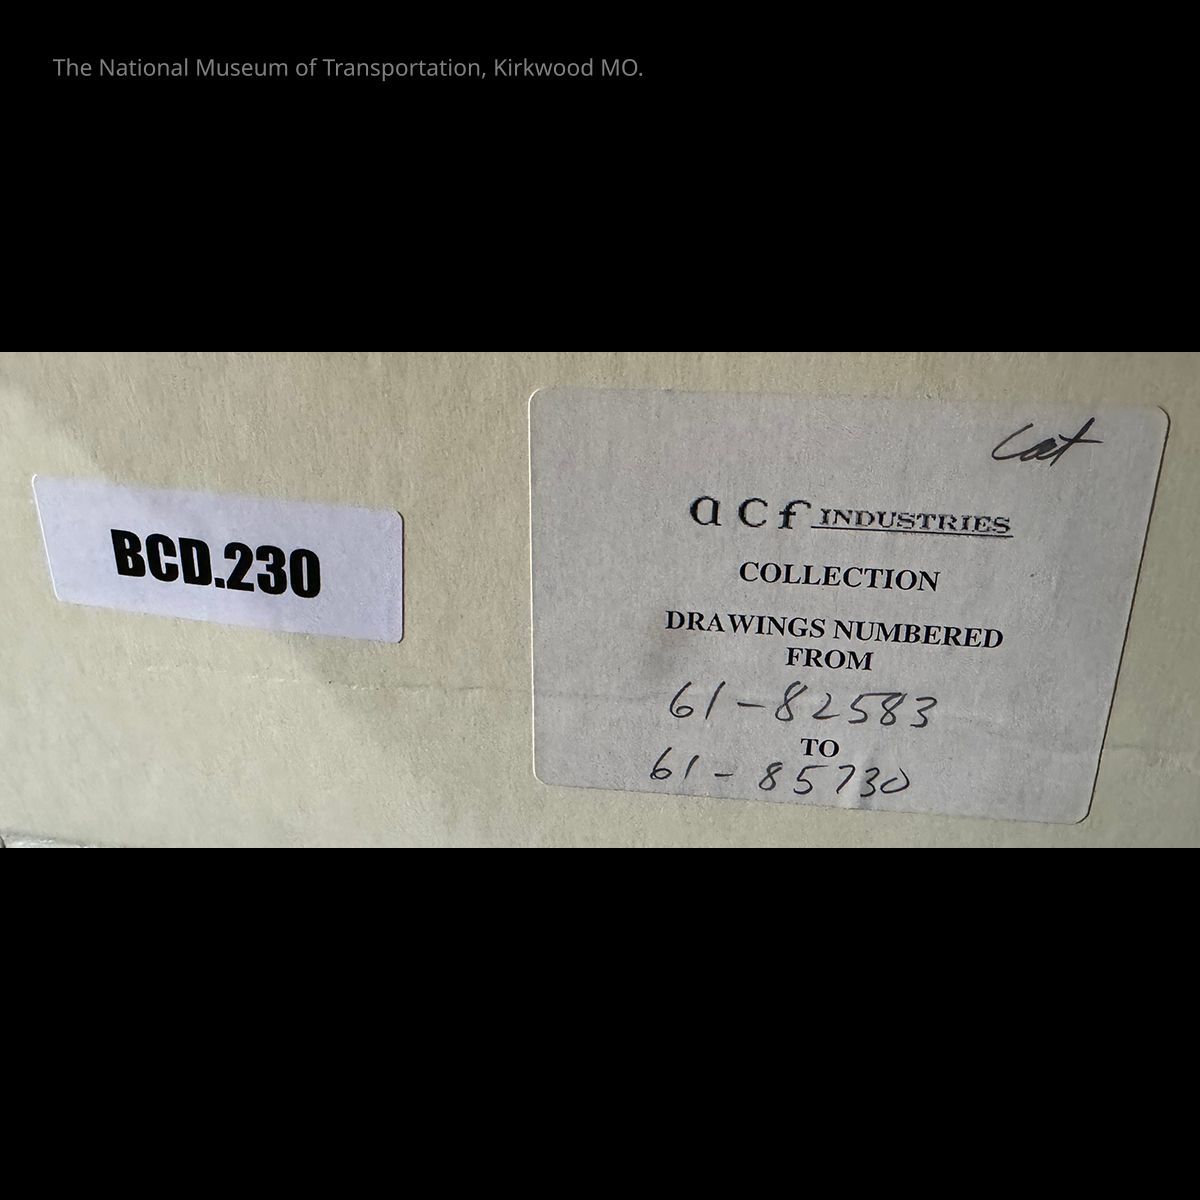 The National Museum of Transportation, Kirkwood MO.
BCD.230
Cat
acf INDUSTRIES
COLLECTION
DRAWINGS NUMBERED
FROM
61-82583
TO
61-85730